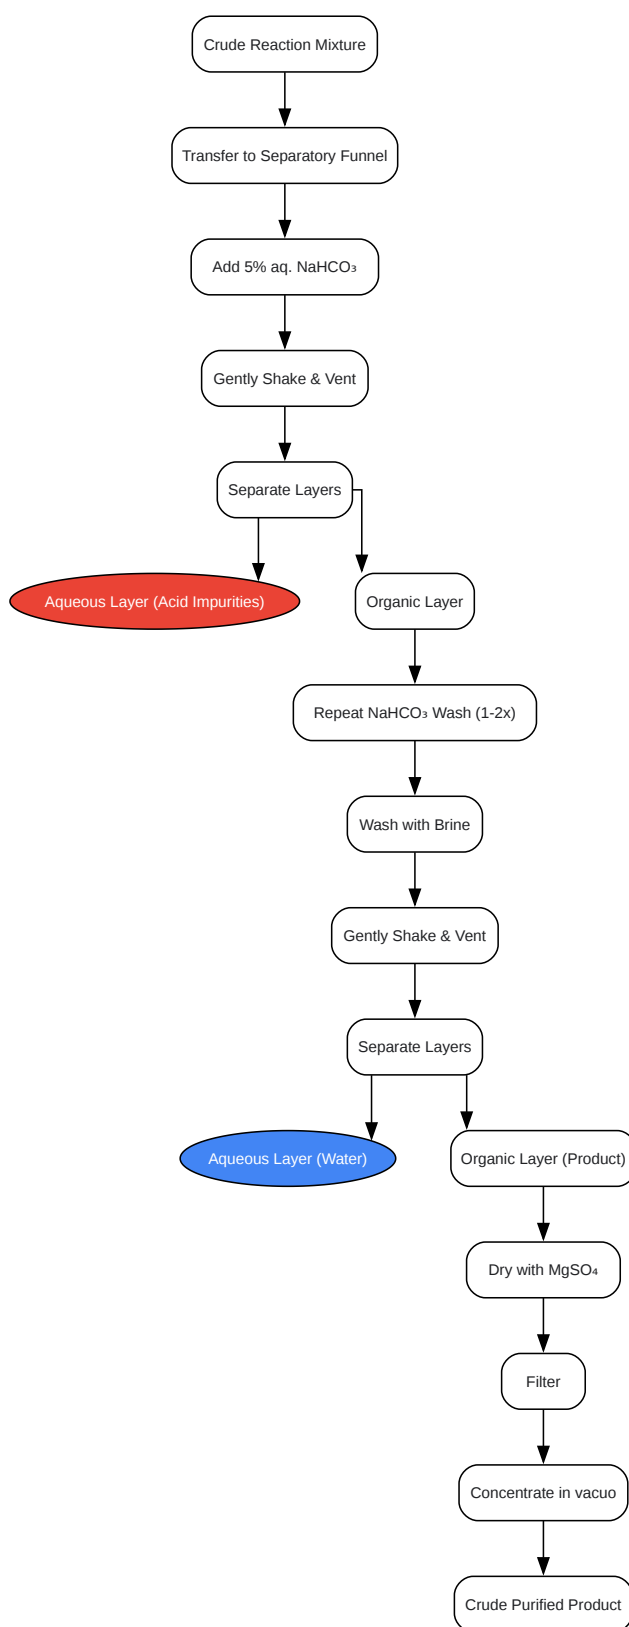 Crude Reaction Mixture
Transfer to Separatory Funnel
Add 5% aq. NaHCO₃
Gently Shake & Vent
Separate Layers
Aqueous Layer (Acid Impurities)
Organic Layer
Repeat NaHCO₃ Wash (1-2x)
Wash with Brine
Gently Shake & Vent
Separate Layers
Aqueous Layer (Water)
Organic Layer (Product)
Dry with MgSO₄
Filter
Concentrate in vacuo
Crude Purified Product